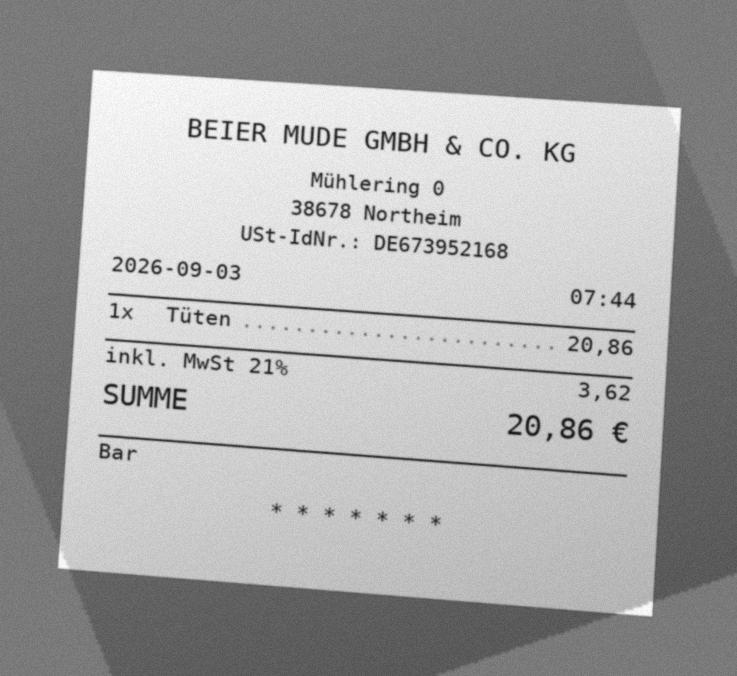 BEIER MUDE GMBH & CO. KG
Mühlering 0
38678 Northeim
USt-IdNr.: DE673952168
2026-09-03 07:44
1x Tüten ........................ 20,86
inkl. MwSt 21% 3,62
SUMME 20,86 €
Bar
* * * * * * *